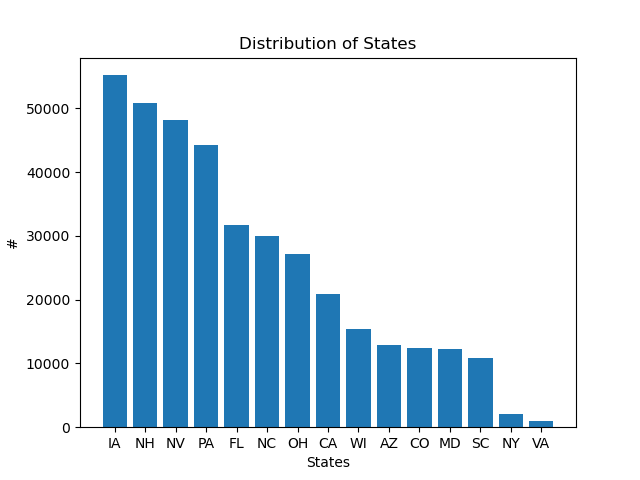 Distribution of States
#
50000
40000
30000
20000
10000
0
IA NH NV PA FL NC OH CA WI AZ CO MD SC NY VA
States